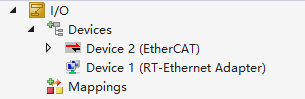 I/O
Devices
Device 2 (EtherCAT)
Device 1 (RT-Ethernet Adapter)
Mappings